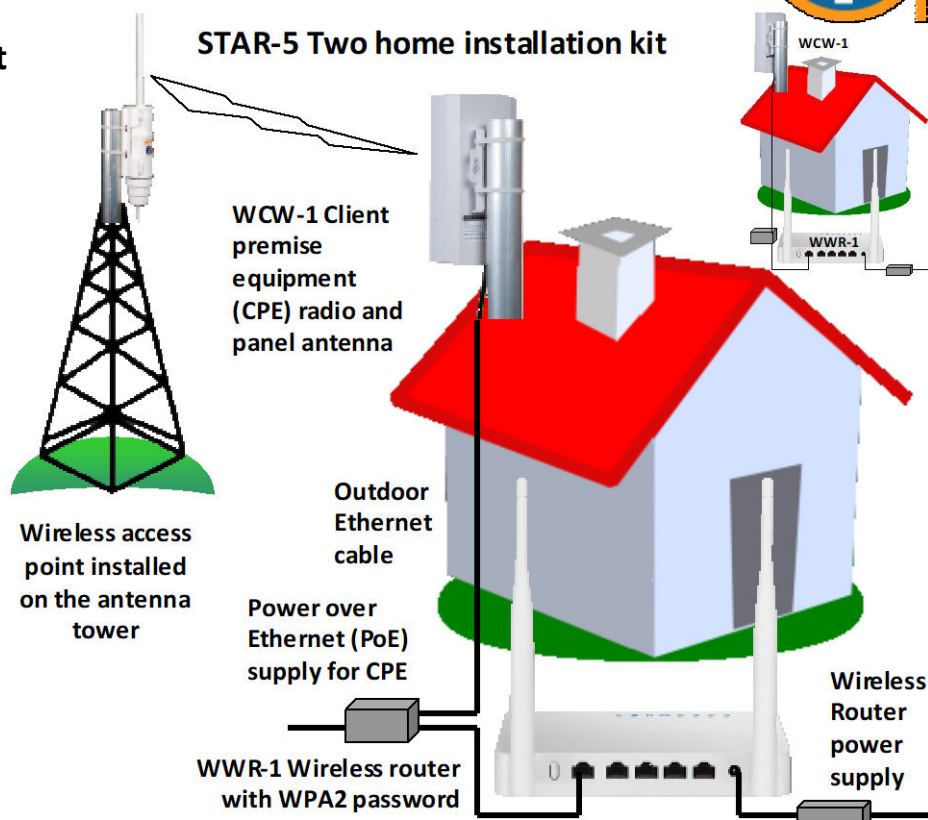 t
STAR-5 Two home installation kit
WCW-1
WCW-1 Client
premise
equipment
(CPE) radio and
panel antenna
WWR-1
Outdoor
Ethernet
cable
Wireless access
point installed
on the antenna
tower
Power over
Ethernet (PoE)
supply for CPE
Wireless
Router
power
supply
WWR-1 Wireless router
with WPA2 password